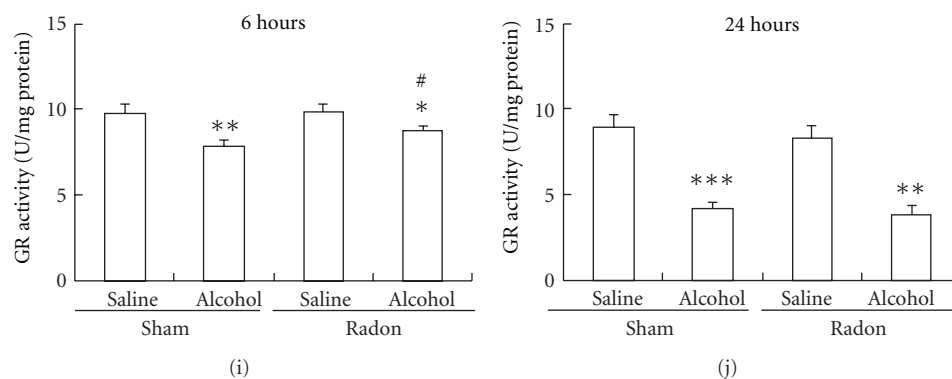 6 hours
GR activity (U/mg protein)
15
10
5
0
**
#
*
Saline Alcohol Saline Alcohol
Sham Radon
(i)
24 hours
GR activity (U/mg protein)
15
10
5
0
***
**
Saline Alcohol Saline Alcohol
Sham Radon
(j)